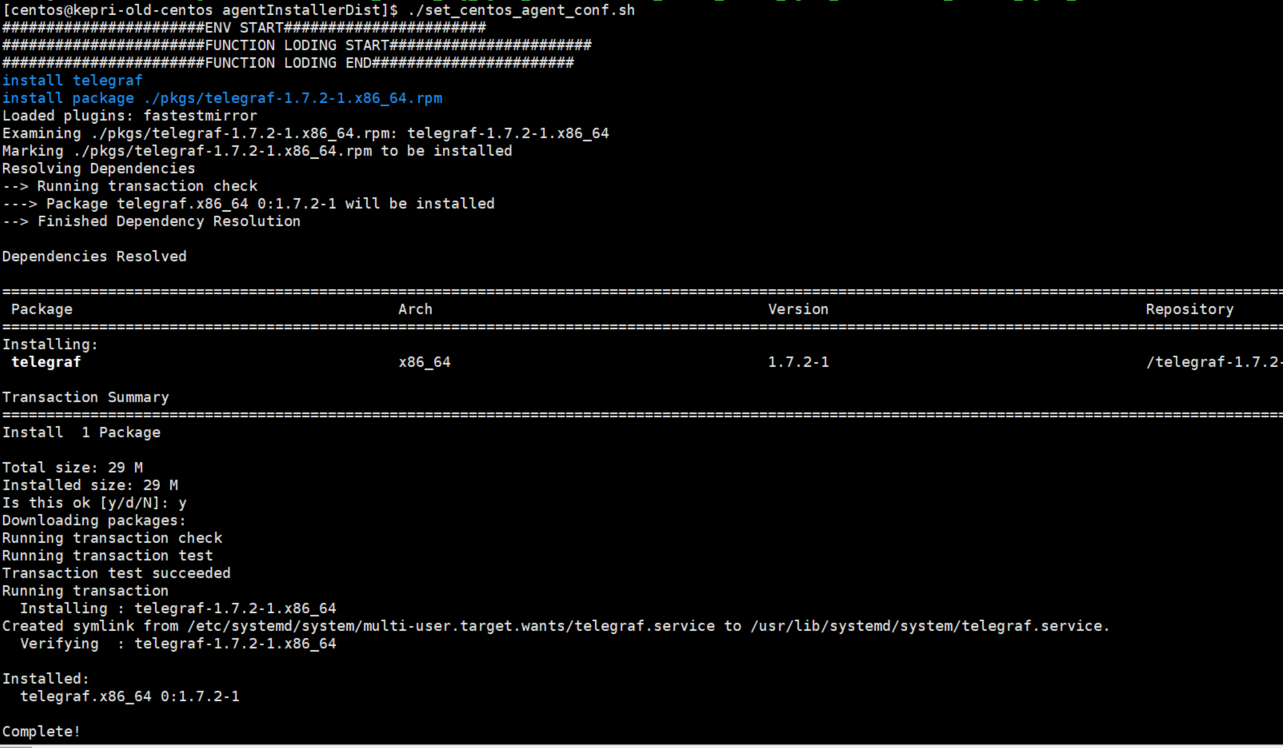 [centos@kepri-old-centos agentInstallerDist]$ ./set_centos_agent_conf.sh
#######################ENV START#######################
#######################FUNCTION LODING START#######################
#######################FUNCTION LODING END#######################
install telegraf
install package ./pkgs/telegraf-1.7.2-1.x86_64.rpm
Loaded plugins: fastestmirror
Examining ./pkgs/telegraf-1.7.2-1.x86_64.rpm: telegraf-1.7.2-1.x86_64
Marking ./pkgs/telegraf-1.7.2-1.x86_64.rpm to be installed
Resolving Dependencies
--> Running transaction check
---> Package telegraf.x86_64 0:1.7.2-1 will be installed
--> Finished Dependency Resolution
Dependencies Resolved
Package Arch Version Repository
Installing:
telegraf x86_64 1.7.2-1 /telegraf-1.7.2-
Transaction Summary
Install  1 Package
Total size: 29 M
Installed size: 29 M
Is this ok [y/d/N]: y
Downloading packages:
Running transaction check
Running transaction test
Transaction test succeeded
Running transaction
Installing : telegraf-1.7.2-1.x86_64
Created symlink from /etc/systemd/system/multi-user.target.wants/telegraf.service to /usr/lib/systemd/system/telegraf.service.
Verifying  : telegraf-1.7.2-1.x86_64
Installed:
telegraf.x86_64 0:1.7.2-1
Complete!